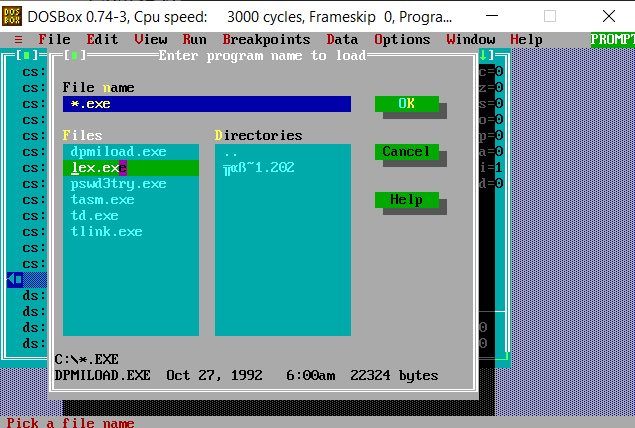 DOSBox 0.74-3, Cpu speed: 3000 cycles, Frameskip 0, Progra...
≡ File Edit View Run Breakpoints Data Options Window Help PROMPT
Enter program name to load
File name
*.exe
OK
Files Directories
dpmiload.exe ..
Cancel
lex.exe ╥αß~1.202
pswd3try.exe
Help
tasm.exe
td.exe
tlink.exe
cs: c=0
cs: z=0
cs: s=0
cs: o=0
cs: p=0
cs: a=0
cs: i=1
cs: d=0
cs:
cs:
cs:
cs:
cs:
ds:
ds:
ds: 0
ds: 0
C:\*.EXE
DPMILOAD.EXE Oct 27, 1992 6:00am 22324 bytes
Pick a file name